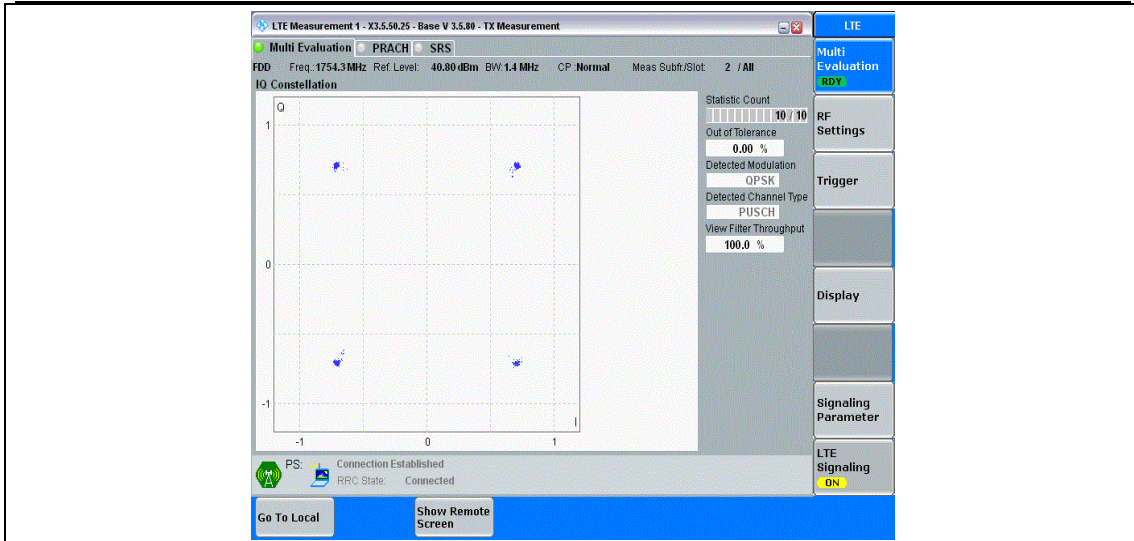 LTE Measurement 1 - X3.5.50.25 - Base V 3.5.80 - TX Measurement
LTE
Multi Evaluation PRACH SRS
FDD Freq.:1754.3 MHz Ref. Level: 40.80 dBm BW:1.4 MHz CP :Normal Meas Subfr./Slot: 2 / All
IQ Constellation
Q
1
0
-1
-1
0
1
I
Statistic Count
10 / 10
Out of Tolerance
0.00 %
Detected Modulation
QPSK
Detected Channel Type
PUSCH
View Filter Throughput
100.0 %
Multi
Evaluation
RDY
RF
Settings
Trigger
Display
Signaling
Parameter
LTE
Signaling
ON
PS:
Connection Established
RRC State: Connected
Go To Local
Show Remote
Screen